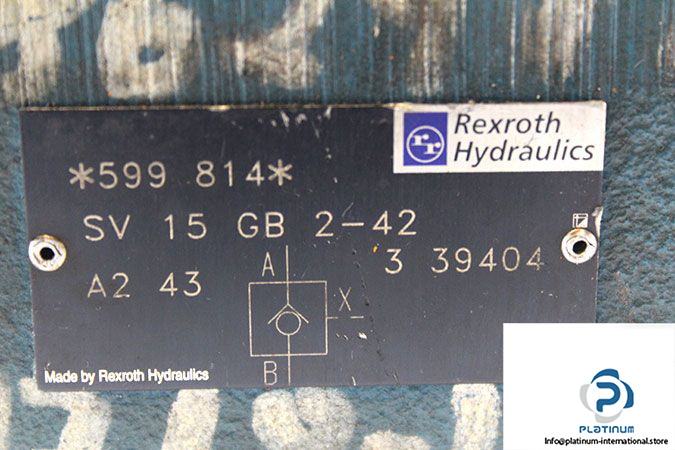 rr
Rexroth
Hydraulics
*599 814*
SV 15 GB 2-42
A2 43
3 39404
A
X
B
Made by Rexroth Hydraulics
PLATINUM
Info@platinum-international.store